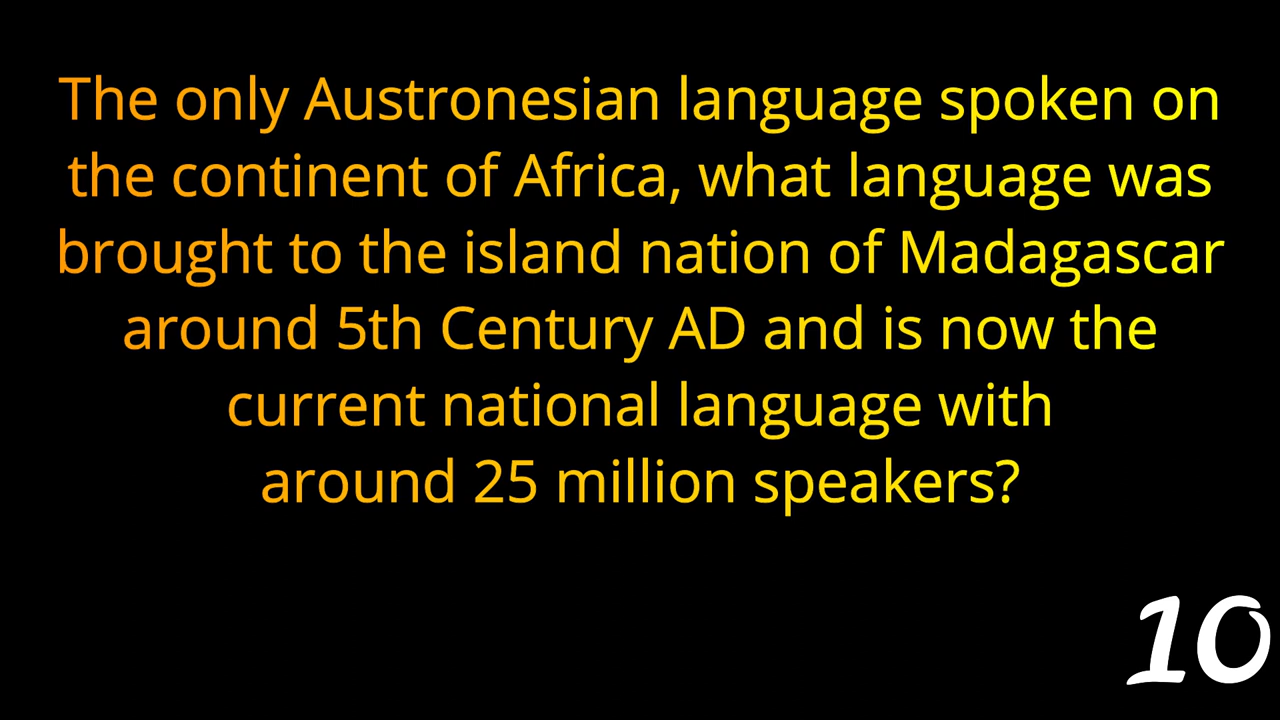 The only Austronesian language spoken on
the continent of Africa, what language was
brought to the island nation of Madagascar
around 5th Century AD and is now the
current national language with
around 25 million speakers?
10